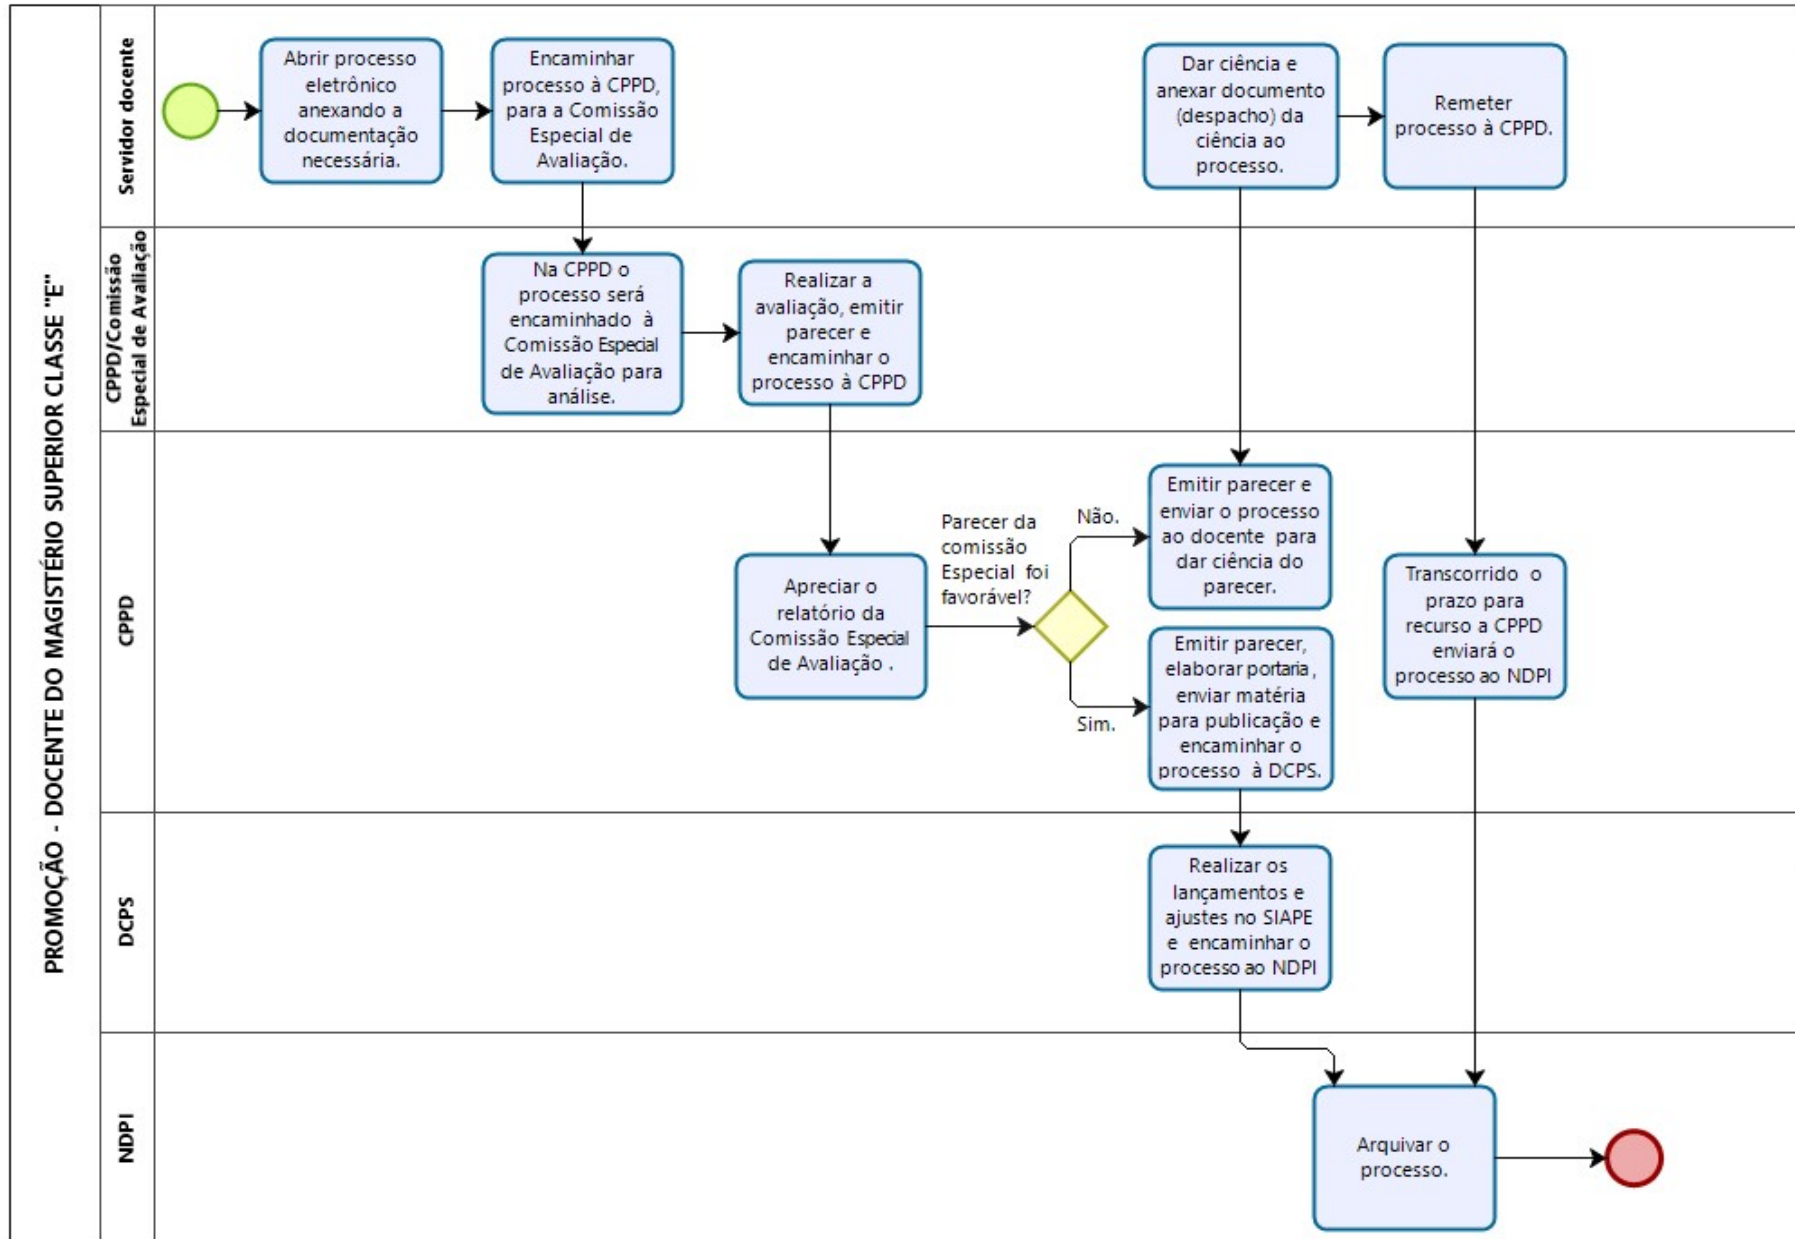 PROMOÇÃO - DOCENTE DO MAGISTÉRIO SUPERIOR CLASSE "E"
Servidor docente
Abrir processo
eletrônico
anexando a
documentação
necessária.
Encaminhar
processo à CPPD,
para a Comissão
Especial de
Avaliação.
Dar ciência e
anexar documento
(despacho) da
ciência ao
processo.
Remeter
processo à CPPD.
CPPD/Comissão
Especial de Avaliação
Na CPPD o
processo será
encaminhado à
Comissão Especial
de Avaliação para
análise.
Realizar a
avaliação, emitir
parecer e
encaminhar o
processo à CPPD
CPPD
Apreciar o
relatório da
Comissão Especial
de Avaliação .
Parecer da
comissão
Especial foi
favorável?
Não.
Sim.
Emitir parecer e
enviar o processo
ao docente para
dar ciência do
parecer.
Emitir parecer,
elaborar portaria,
enviar matéria
para publicação e
encaminhar o
processo à DCPS.
Transcorrido o
prazo para
recurso a CPPD
enviará o
processo ao NDPI
DCPS
Realizar os
lançamentos e
ajustes no SIAPE
e encaminhar o
processo ao NDPI
NDPI
Arquivar o
processo.